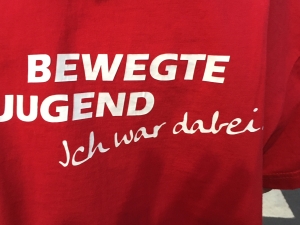 BEWEGTE
JUGEND
Ich war dabei.